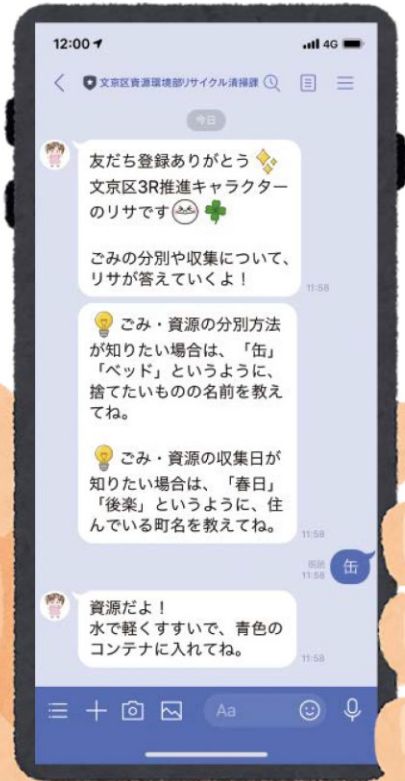 12:00
4G
文京区資源環境部リサイクル清掃課
今日
友だち登録ありがとう
文京区3R推進キャラクター
のリサです
ごみの分別や収集について、
リサが答えていくよ！
11:58
ごみ・資源の分別方法
が知りたい場合は、「缶」
「ベッド」というように、
捨てたいものの名前を教え
てね。
ごみ・資源の収集日が
知りたい場合は、「春日」
「後楽」というように、住
んでいる町名を教えてね。
11:58
既読
11:58
缶
資源だよ！
水で軽くすすいで、青色の
コンテナに入れてね。
11:58
Aa